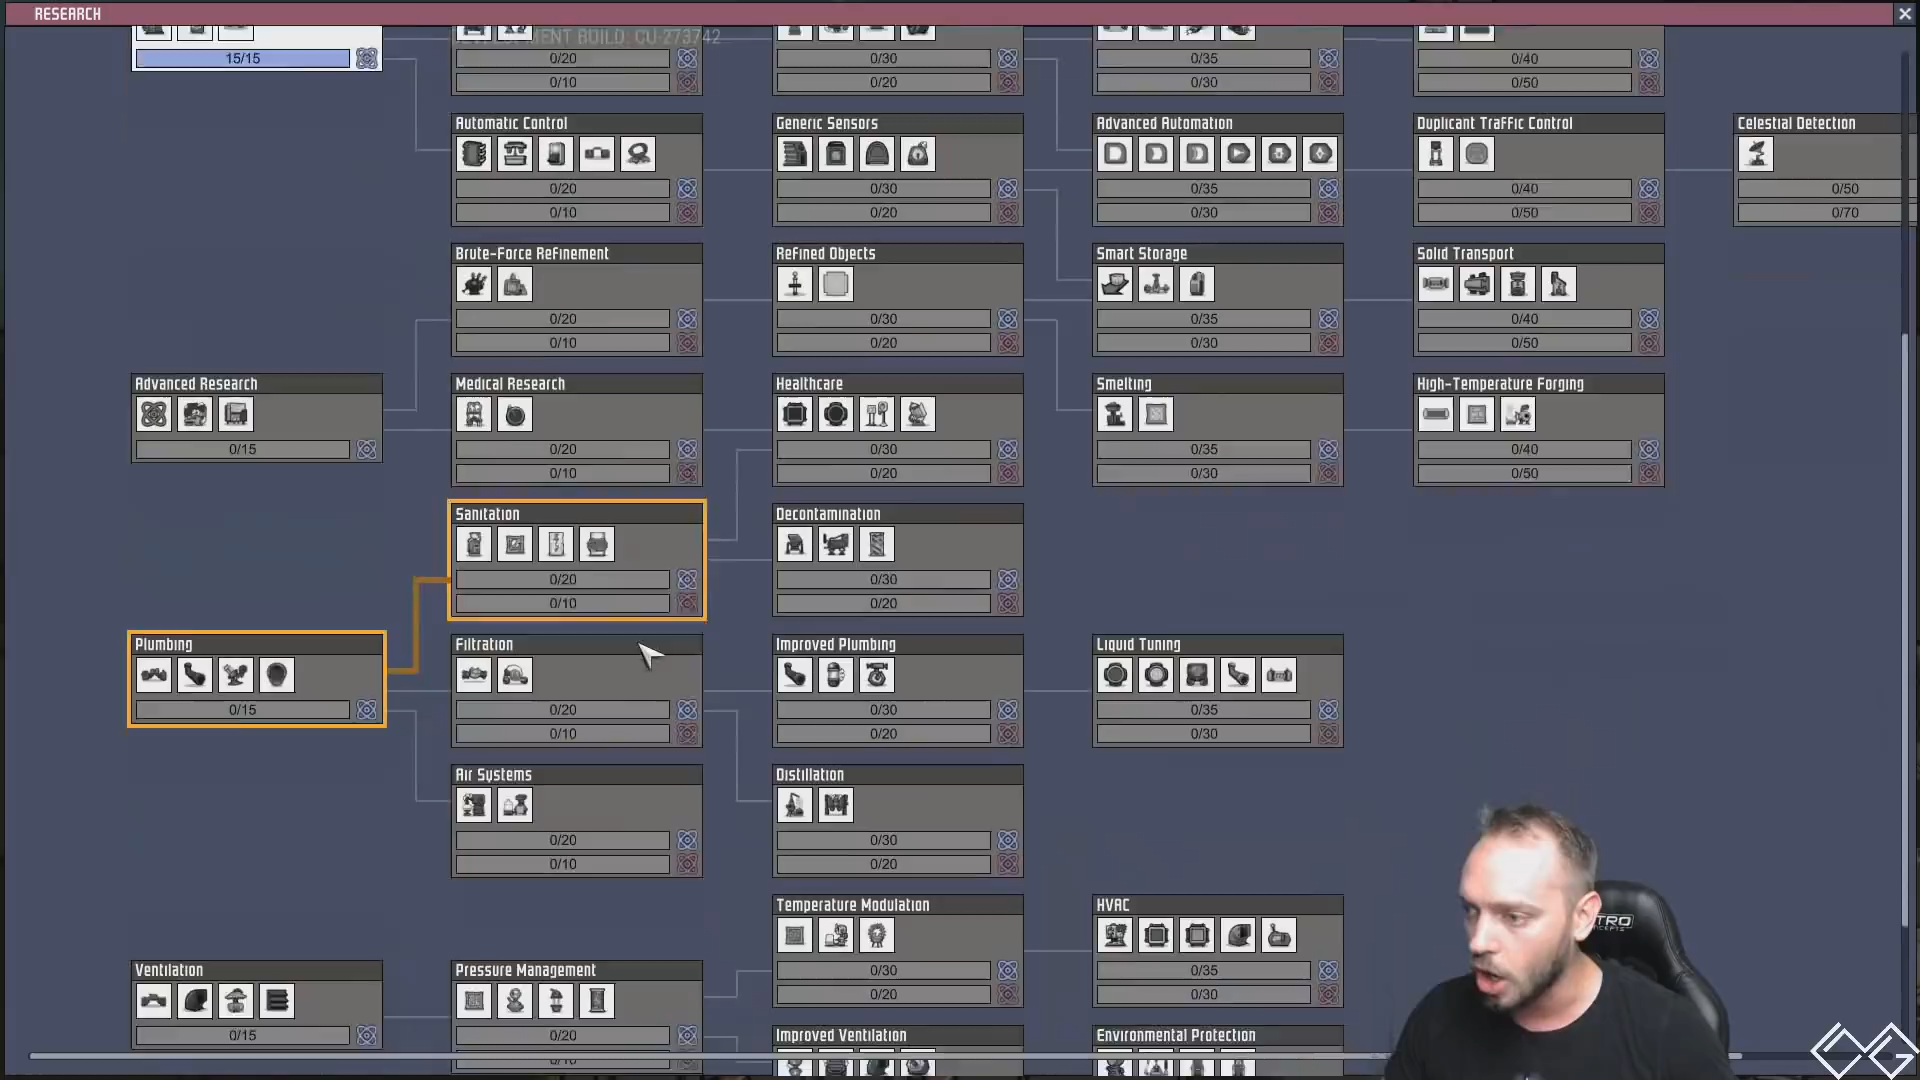 RESEARCH
MENT BUILD: CU-273742
15/15
0/20
0/30
0/35
0/40
0/10
0/20
0/30
0/50
Automatic Control
Generic Sensors
Advanced Automation
Duplicant Traffic Control
Celestial Detection
0/20
0/30
0/35
0/40
0/50
0/10
0/20
0/30
0/50
0/70
Brute-Force Refinement
Refined Objects
Smart Storage
Solid Transport
0/20
0/30
0/35
0/40
0/10
0/20
0/30
0/50
Advanced Research
Medical Research
Healthcare
Smelting
High-Temperature Forging
0/15
0/20
0/30
0/35
0/40
0/10
0/20
0/30
0/50
Sanitation
Decontamination
0/20
0/30
0/10
0/20
Plumbing
Filtration
Improved Plumbing
Liquid Tuning
0/15
0/20
0/30
0/35
0/10
0/20
0/30
Air Systems
Distillation
0/20
0/30
0/10
0/20
Temperature Modulation
HVAC
0/30
0/35
0/20
0/30
Ventilation
Pressure Management
0/15
0/20
0/10
Improved Ventilation
Environmental Protection